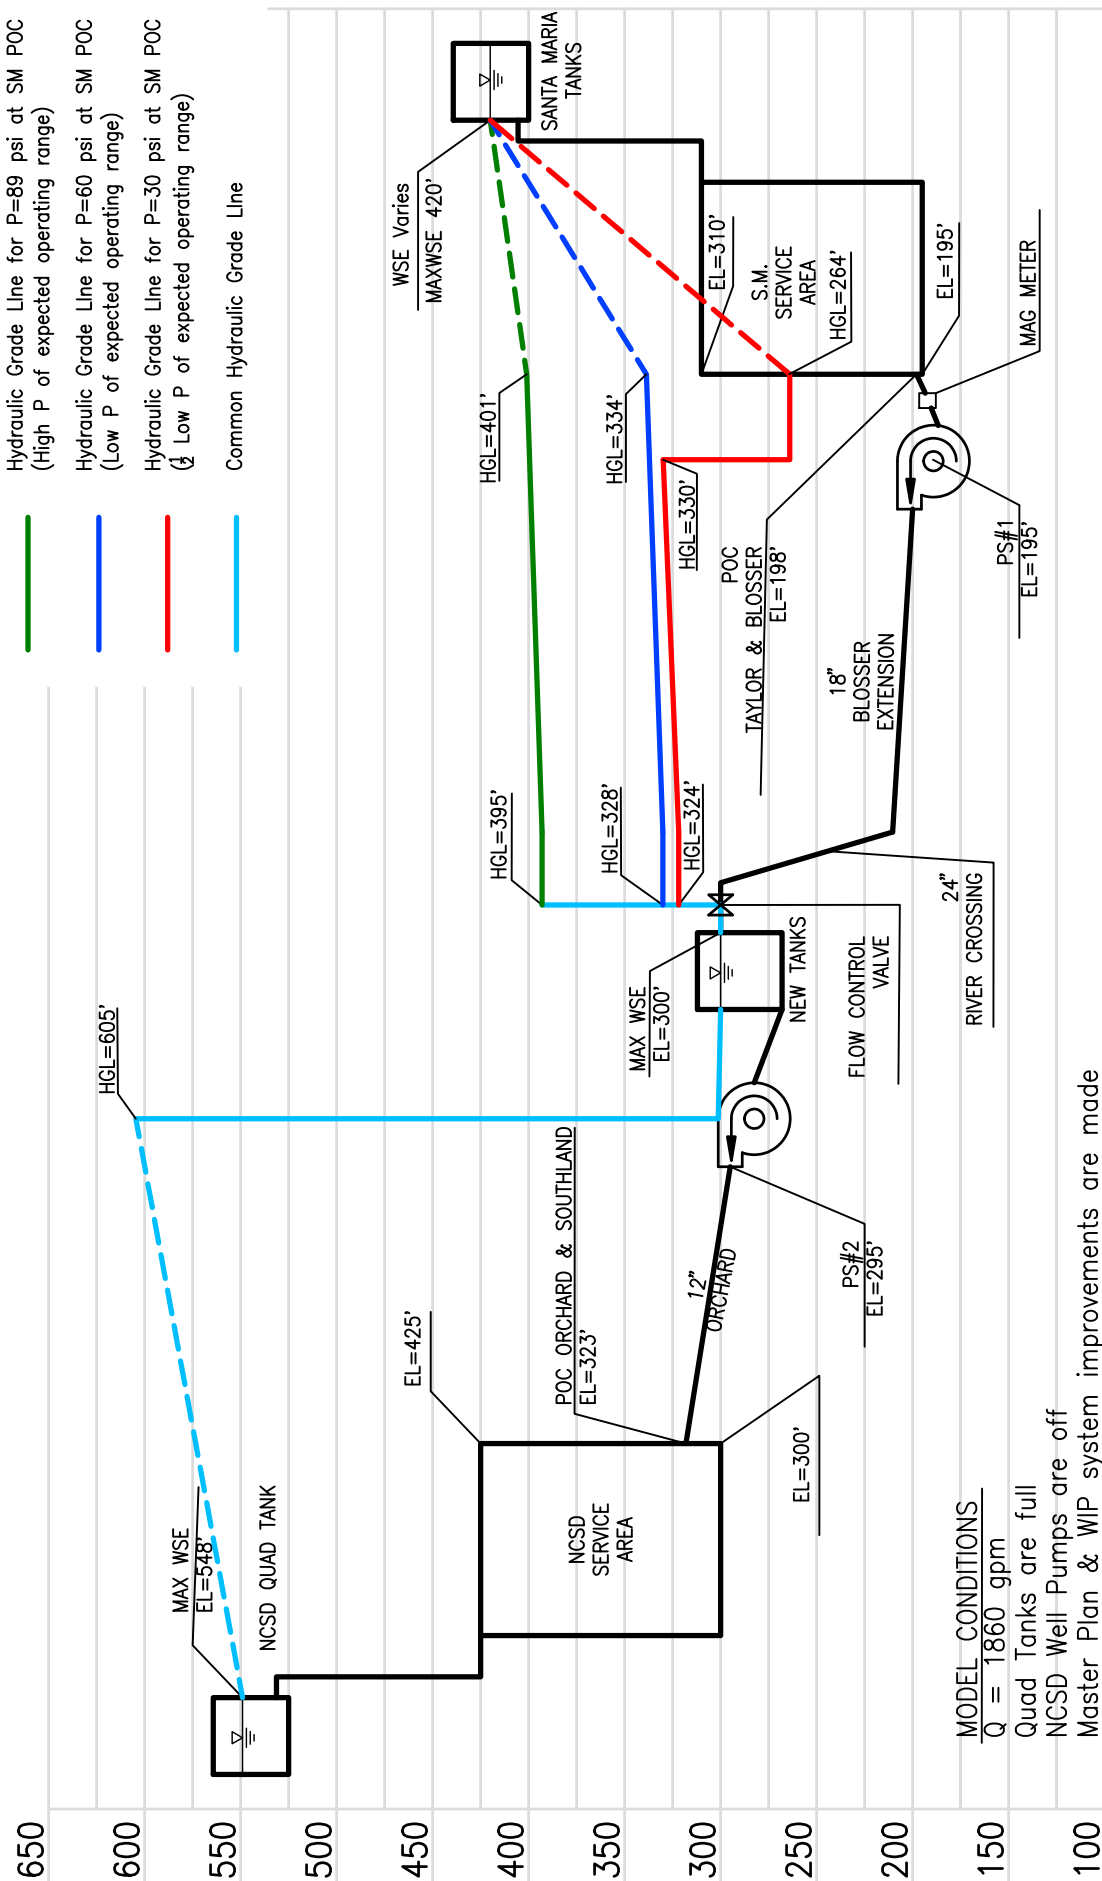 Hydraulic Grade LIne for P=89 psi at SM POC
(High P of expected operating range)
Hydraulic Grade LIne for P=60 psi at SM POC
(Low P of expected operating range)
Hydraulic Grade LIne for P=30 psi at SM POC
(½ Low P of expected operating range)
Common Hydraulic Grade LIne
650
600
550
500
450
400
350
300
250
200
150
100
MAX WSE
EL=548'
NCSD QUAD TANK
HGL=605'
EL=425'
NCSD
SERVICE
AREA
EL=300'
POC ORCHARD & SOUTHLAND
EL=323'
12"
ORCHARD
PS#2
EL=295'
MAX WSE
EL=300'
NEW TANKS
FLOW CONTROL
VALVE
24"
RIVER CROSSING
HGL=395'
HGL=328'
HGL=324'
18"
BLOSSER
EXTENSION
POC
TAYLOR & BLOSSER
EL=198'
HGL=401'
HGL=334'
HGL=330'
PS#1
EL=195'
MAG METER
EL=195'
WSE Varies
MAXWSE 420'
EL=310'
S.M.
SERVICE
AREA
HGL=264'
SANTA MARIA
TANKS
MODEL CONDITIONS
Q = 1860 gpm
Quad Tanks are full
NCSD Well Pumps are off
Master Plan & WIP system improvements are made